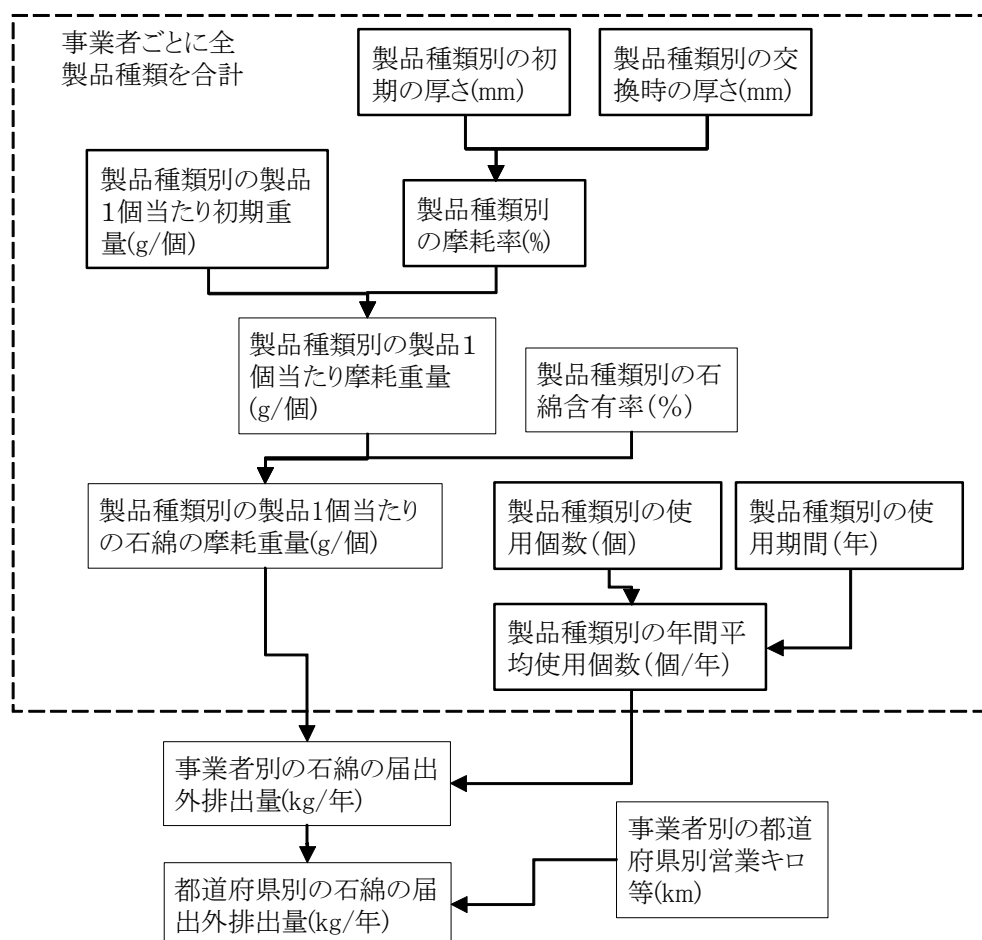 事業者ごとに全
製品種類を合計
製品種類別の初
期の厚さ(mm)
製品種類別の交
換時の厚さ(mm)
製品種類別の製品
1個当たり初期重
量(g/個)
製品種類別
の摩耗率(%)
製品種類別の製品1
個当たり摩耗重量
(g/個)
製品種類別の石
綿含有率(%)
製品種類別の製品1個当たり
の石綿の摩耗重量(g/個)
製品種類別の使
用個数(個)
製品種類別の使
用期間(年)
製品種類別の年間平
均使用個数(個/年)
事業者別の石綿の届出
外排出量(kg/年)
事業者別の都道
府県別営業キロ
等(km)
都道府県別の石綿の届
出外排出量(kg/年)